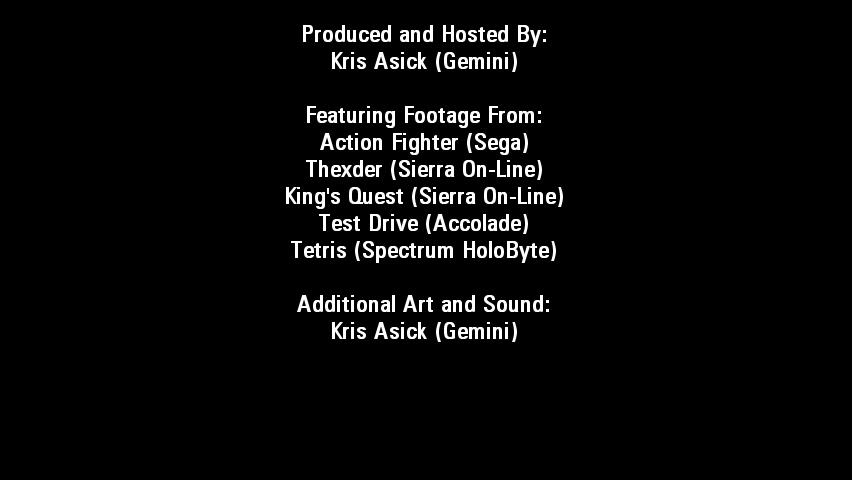 Produced and Hosted By:
Kris Asick (Gemini)
Featuring Footage From:
Action Fighter (Sega)
Thexder (Sierra On-Line)
King's Quest (Sierra On-Line)
Test Drive (Accolade)
Tetris (Spectrum HoloByte)
Additional Art and Sound:
Kris Asick (Gemini)